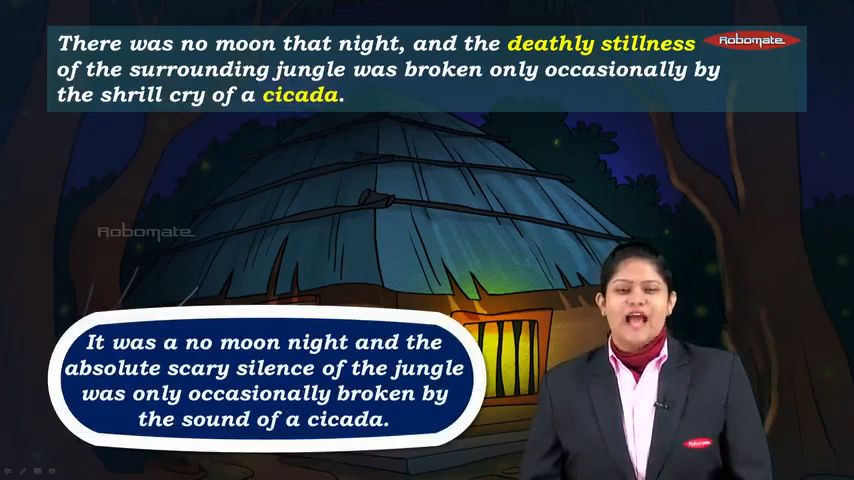 There was no moon that night, and the deathly stillness
of the surrounding jungle was broken only occasionally by
the shrill cry of a cicada.
Robomate
Robomate
It was a no moon night and the
absolute scary silence of the jungle
was only occasionally broken by
the sound of a cicada.
Robomate